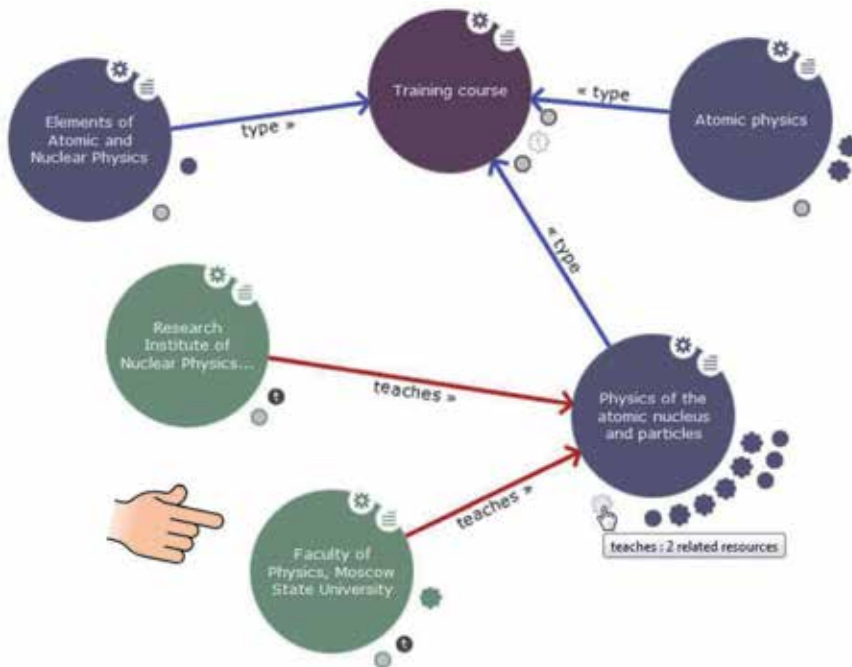 Training course
Elements of
Atomic and
Nuclear Physics
Atomic physics
type »
« type
« type
Research
Institute of
Nuclear Physics...
teaches »
Physics of the
atomic nucleus
and particles
teaches »
teaches : 2 related resources
Faculty of
Physics, Moscow
State University